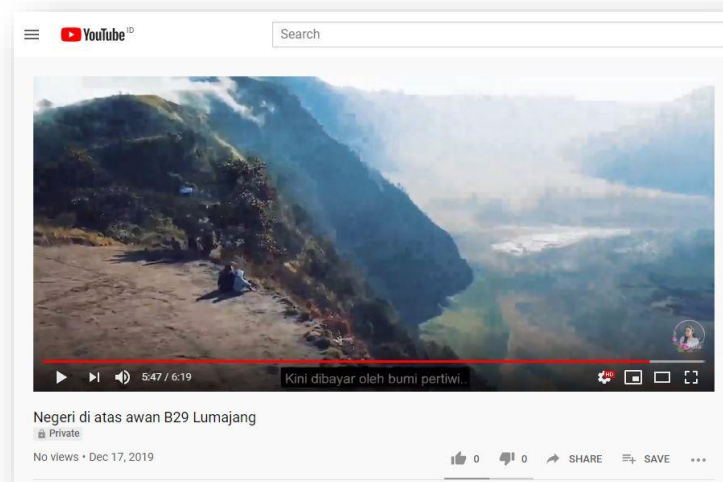 YouTube ID
Search
5:47 / 6:19
Kini dibayar oleh bumi pertiwi..
HD
Negeri di atas awan B29 Lumajang
Private
No views • Dec 17, 2019
0
0
SHARE
SAVE